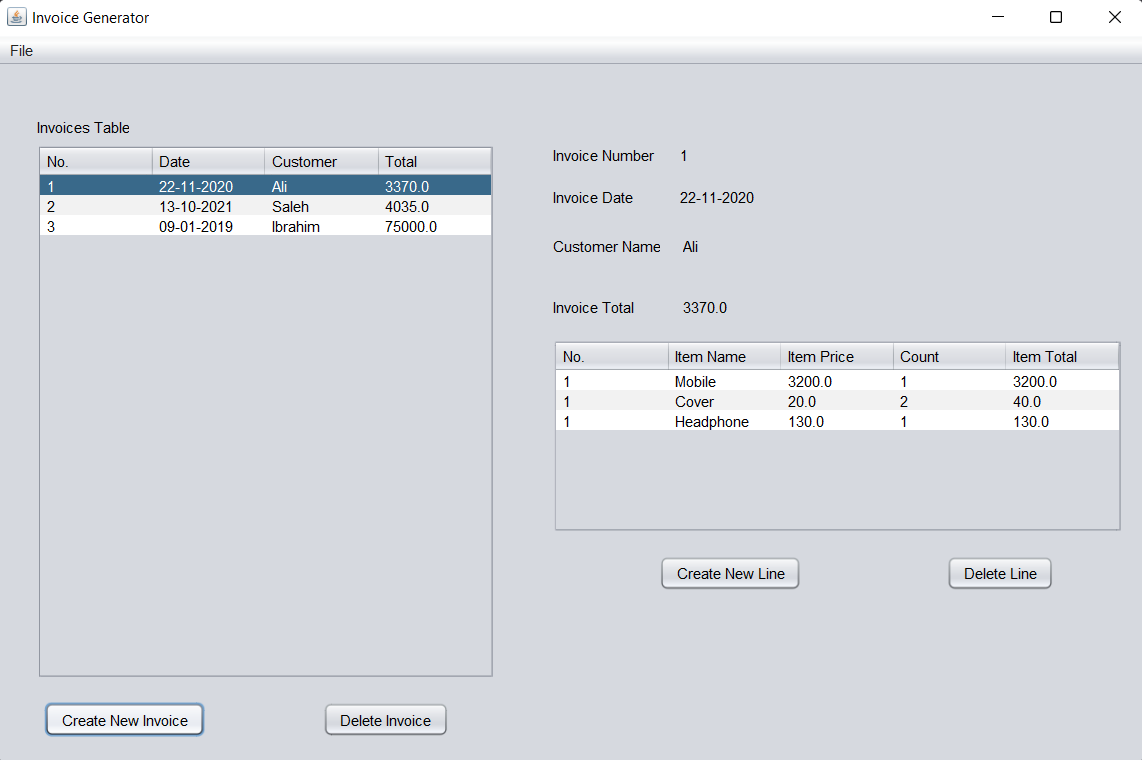 Invoice Generator
File
Invoices Table
No. Date Customer Total
1 22-11-2020 Ali 3370.0
2 13-10-2021 Saleh 4035.0
3 09-01-2019 Ibrahim 75000.0
Create New Invoice Delete Invoice
Invoice Number 1
Invoice Date 22-11-2020
Customer Name Ali
Invoice Total 3370.0
No. Item Name Item Price Count Item Total
1 Mobile 3200.0 1 3200.0
1 Cover 20.0 2 40.0
1 Headphone 130.0 1 130.0
Create New Line Delete Line